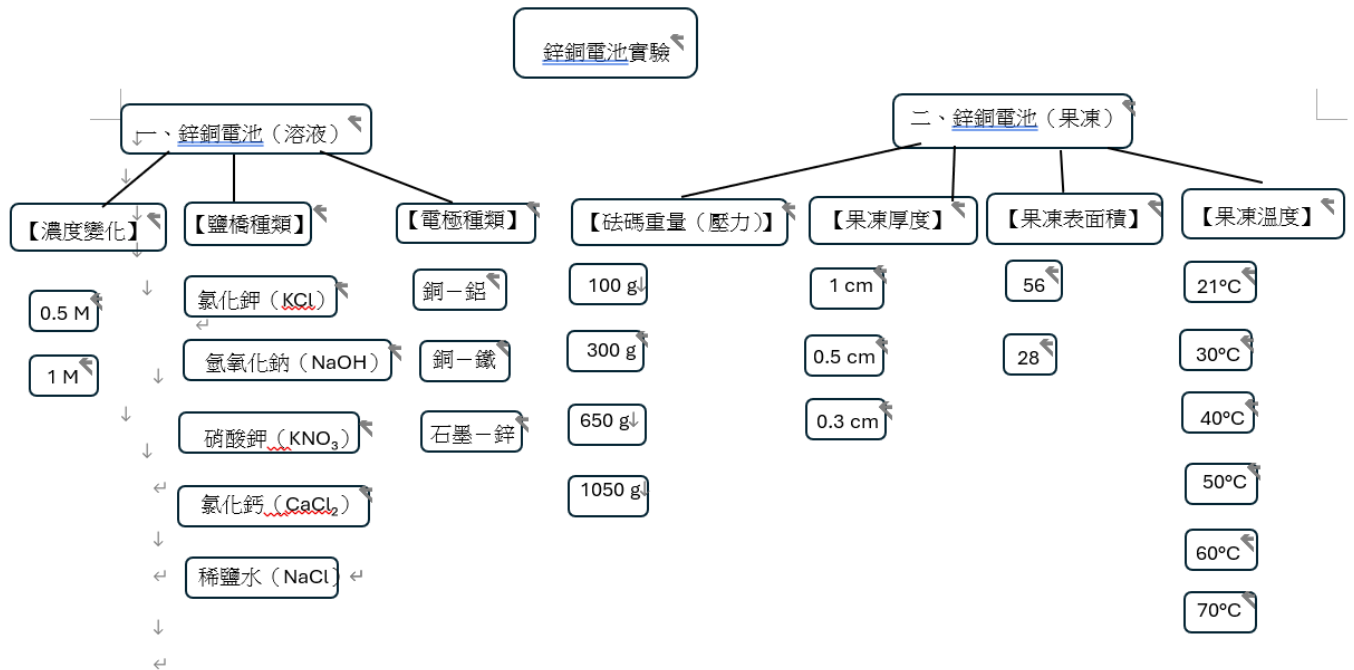 鋅銅電池實驗
一、鋅銅電池（溶液）
二、鋅銅電池（果凍）
【濃度變化】
【鹽橋種類】
【電極種類】
【砝碼重量（壓力）】
【果凍厚度】
【果凍表面積】
【果凍溫度】
0.5 M
1 M
氯化鉀（KCl）
氫氧化鈉（NaOH）
硝酸鉀（KNO₃）
氯化鈣（CaCl₂）
稀鹽水（NaCl）
銅－鋁
銅－鐵
石墨－鋅
100 g
300 g
650 g
1050 g
1 cm
0.5 cm
0.3 cm
56
28
21°C
30°C
40°C
50°C
60°C
70°C